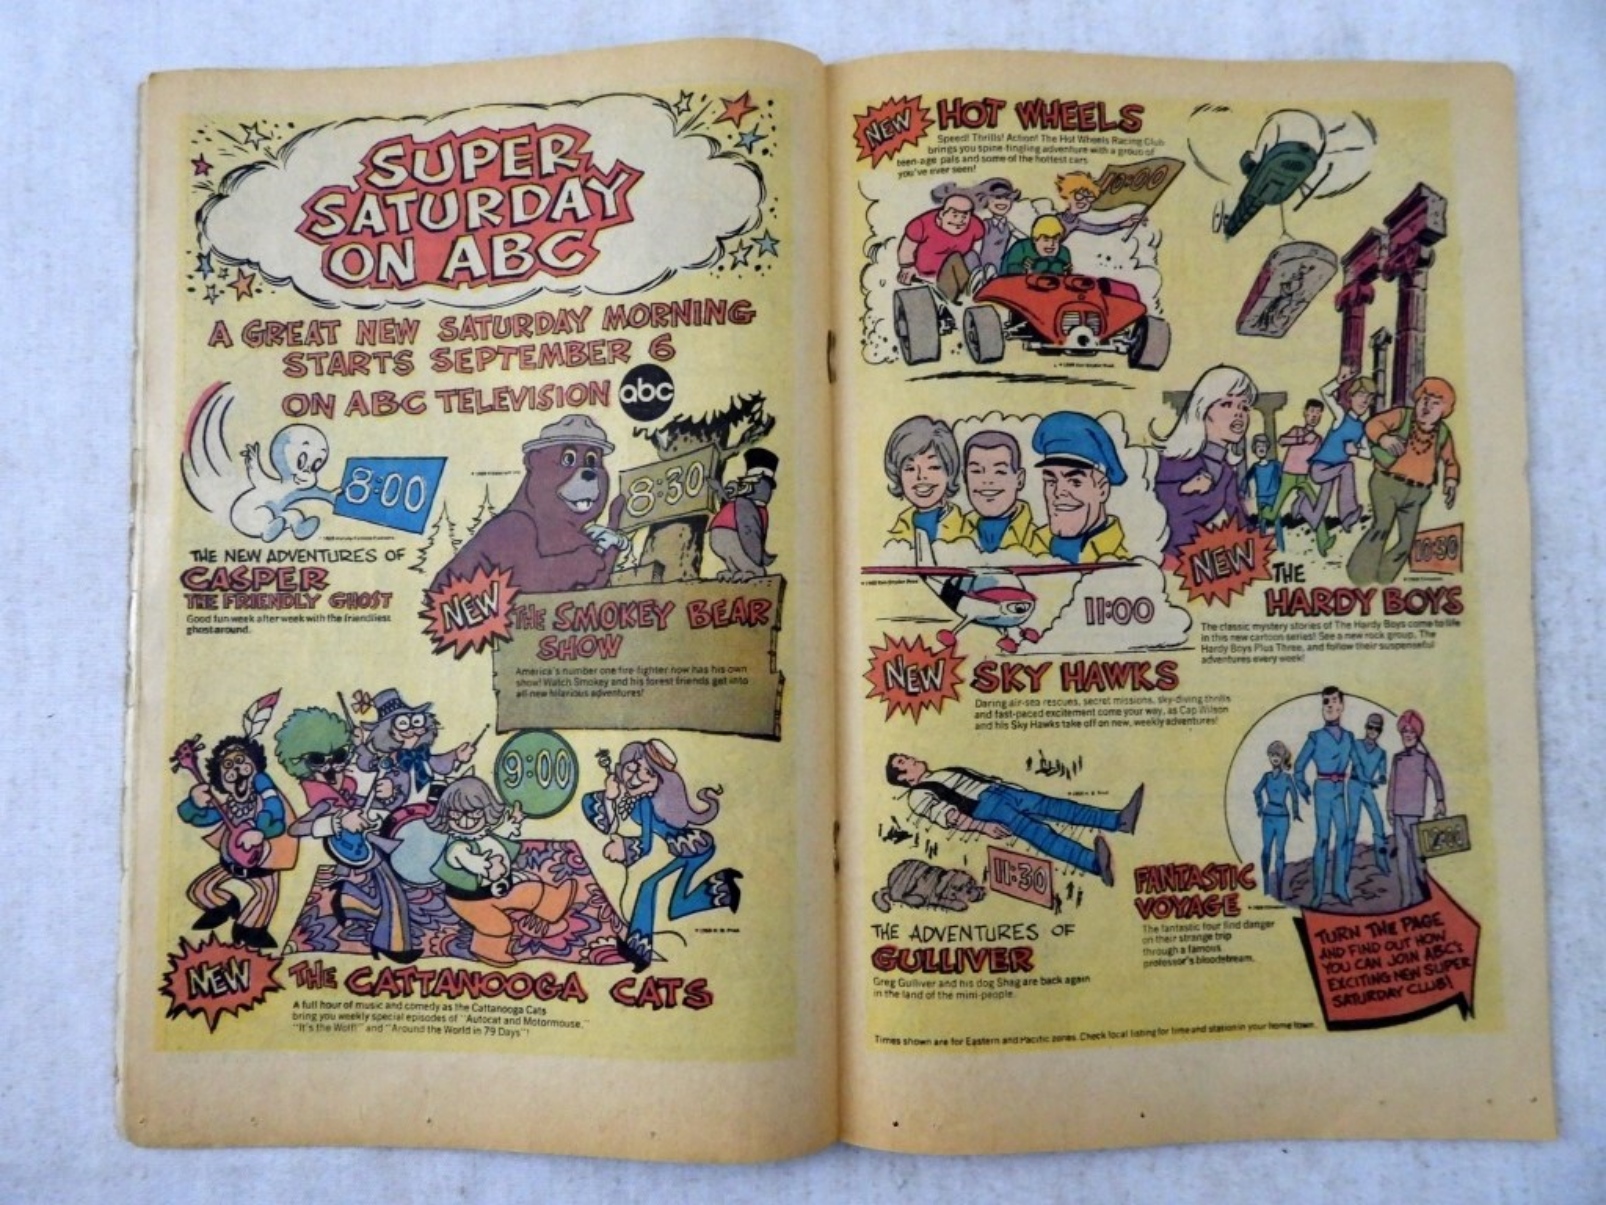 SUPER
SATURDAY
ON ABC
A GREAT NEW SATURDAY MORNING
STARTS SEPTEMBER 6
ON ABC TELEVISION abc
8:00
THE NEW ADVENTURES OF
CASPER
THE FRIENDLY GHOST
Good fun week after week with the friendliest
ghost around.
8:30
NEW
THE SMOKEY BEAR
SHOW
America's number one fire-fighter now has his own
show! Watch Smokey and his forest friends get into
all-new hilarious adventures!
9:00
NEW
THE CATTANOOGA CATS
A full hour of music and comedy as the Cattanooga Cats
bring you weekly special episodes of "Autocat and Motormouse,"
"It's the Wolf!" and "Around the World in 79 Days"!
NEW
HOT WHEELS
Speed! Thrills! Action! The Hot Wheels Racing Club
brings you spine-tingling adventure with a group of
teen-age pals and some of the hottest cars
you've ever seen!
10:00
10:30
NEW
THE
HARDY BOYS
The classic mystery stories of The Hardy Boys come to life
in this new cartoon series! See a new rock group, The
Hardy Boys Plus Three, and follow their suspenseful
adventures every week!
11:00
NEW
SKY HAWKS
Daring air-sea rescues, secret missions, sky-diving thrills
and fast-paced excitement come your way, as Cap Wilson
and his Sky Hawks take off on new, weekly adventures!
11:30
THE ADVENTURES OF
GULLIVER
Greg Gulliver and his dog Shag are back again
in the land of the mini-people.
12:00
FANTASTIC
VOYAGE
The fantastic four find danger
on their strange trip
through a famous
professor's bloodstream.
TURN THE PAGE
AND FIND OUT HOW
YOU CAN JOIN ABC'S
EXCITING NEW SUPER
SATURDAY CLUB!
Times shown are for Eastern and Pacific zones. Check local listing for time and station in your home town.